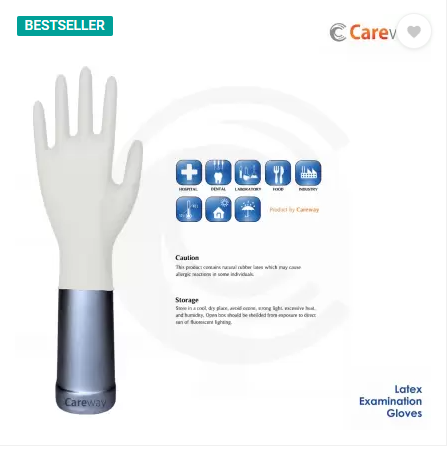 BESTSELLER
Carew
HOSPITAL DENTAL LABORATORY FOOD INDUSTRY
Product by Careway
Caution
This product contains natural rubber latex which may cause
allergic reactions in some individuals.
Storage
Store in a cool, dry place, avoid ozone, strong light, excessive heat,
and humidity. Open box should be shielded from exposure to direct
sun of fluorescent lighting.
Careway
Latex
Examination
Gloves